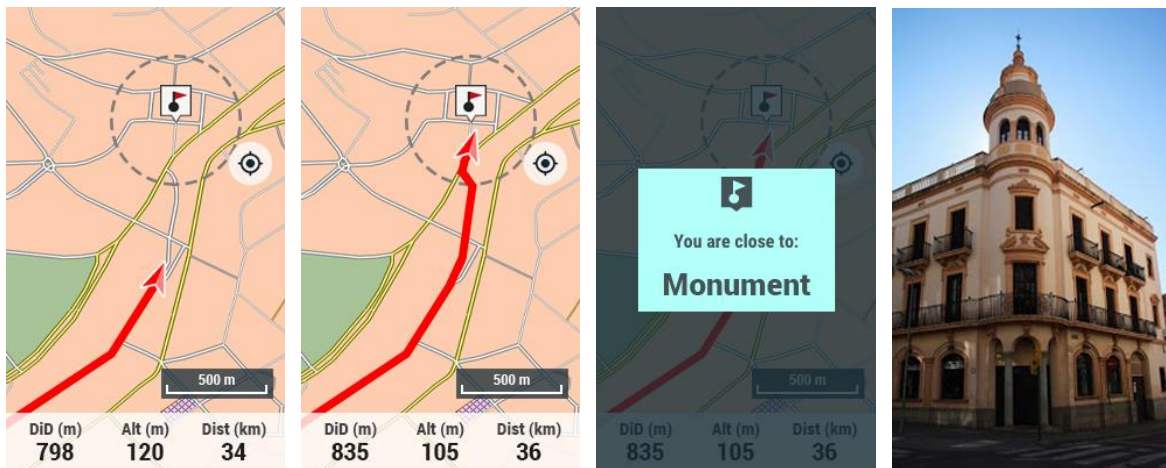 500 m
DiD (m) Alt (m) Dist (km)
798 120 34
500 m
DiD (m) Alt (m) Dist (km)
835 105 36
You are close to:
Monument
500 m
DiD (m) Alt (m) Dist (km)
835 105 36